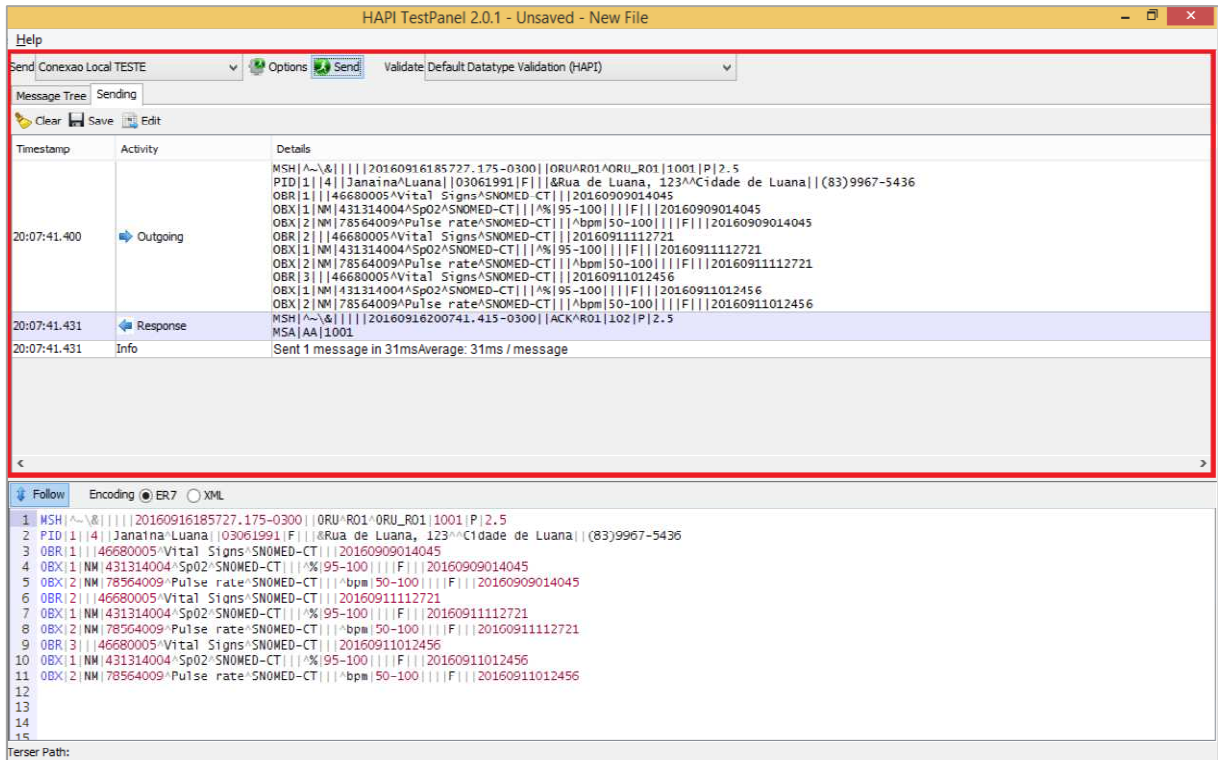 HAPI TestPanel 2.0.1 - Unsaved - New File
Help
Send Conexao Local TESTE Options Send Validate Default Datatype Validation (HAPI)
Message Tree Sending
Clear Save Edit
Timestamp Activity Details
MSH|^~\&|||||20160916185727.175-0300||ORU^R01^ORU_R01|1001|P|2.5
PID|1||4||Janaina^Luana||03061991|F|||&Rua de Luana, 123^^Cidade de Luana||(83)9967-5436
OBR|1|||46680005^Vital Signs^SNOMED-CT|||20160909014045
OBX|1|NM|431314004^SpO2^SNOMED-CT|||^%|95-100||||F|||20160909014045
OBX|2|NM|78564009^Pulse rate^SNOMED-CT|||^bpm|50-100||||F|||20160909014045
20:07:41.400 Outgoing OBR|2|||46680005^Vital Signs^SNOMED-CT|||20160911112721
OBX|1|NM|431314004^SpO2^SNOMED-CT|||^%|95-100||||F|||20160911112721
OBX|2|NM|78564009^Pulse rate^SNOMED-CT|||^bpm|50-100||||F|||20160911112721
OBR|3|||46680005^Vital Signs^SNOMED-CT|||20160911012456
OBX|1|NM|431314004^SpO2^SNOMED-CT|||^%|95-100||||F|||20160911012456
OBX|2|NM|78564009^Pulse rate^SNOMED-CT|||^bpm|50-100||||F|||20160911012456
20:07:41.431 Response MSH|^~\&|||||20160916200741.415-0300||ACK^R01|102|P|2.5
MSA|AA|1001
20:07:41.431 Info Sent 1 message in 31msAverage: 31ms / message
Follow Encoding ER7 XML
1 MSH|^~\&|||||20160916185727.175-0300||ORU^R01^ORU_R01|1001|P|2.5
2 PID|1||4||Janaina^Luana||03061991|F|||&Rua de Luana, 123^^Cidade de Luana||(83)9967-5436
3 OBR|1|||46680005^Vital Signs^SNOMED-CT|||20160909014045
4 OBX|1|NM|431314004^SpO2^SNOMED-CT|||^%|95-100||||F|||20160909014045
5 OBX|2|NM|78564009^Pulse rate^SNOMED-CT|||^bpm|50-100||||F|||20160909014045
6 OBR|2|||46680005^Vital Signs^SNOMED-CT|||20160911112721
7 OBX|1|NM|431314004^SpO2^SNOMED-CT|||^%|95-100||||F|||20160911112721
8 OBX|2|NM|78564009^Pulse rate^SNOMED-CT|||^bpm|50-100||||F|||20160911112721
9 OBR|3|||46680005^Vital Signs^SNOMED-CT|||20160911012456
10 OBX|1|NM|431314004^SpO2^SNOMED-CT|||^%|95-100||||F|||20160911012456
11 OBX|2|NM|78564009^Pulse rate^SNOMED-CT|||^bpm|50-100||||F|||20160911012456
12
13
14
15
Terser Path: